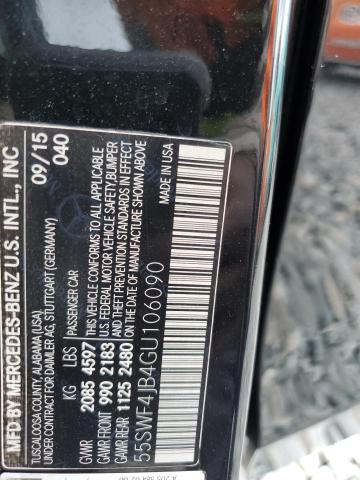 MFD BY MERCEDES-BENZ U.S. INTL., INC
TUSCALOOSA COUNTY, ALABAMA (USA)
UNDER CONTRACT FOR DAIMLER AG, STUTTGART (GERMANY)
09/15
040
KG LBS PASSENGER CAR
GVWR 2085 4597
GAWR FRONT 990 2183
GAWR REAR 1125 2480
THIS VEHICLE CONFORMS TO ALL APPLICABLE
U.S. FEDERAL MOTOR VEHICLE SAFETY, BUMPER
AND THEFT PREVENTION STANDARDS IN EFFECT
ON THE DATE OF MANUFACTURE SHOWN ABOVE.
55SWF4JB4GU106090
MADE IN USA